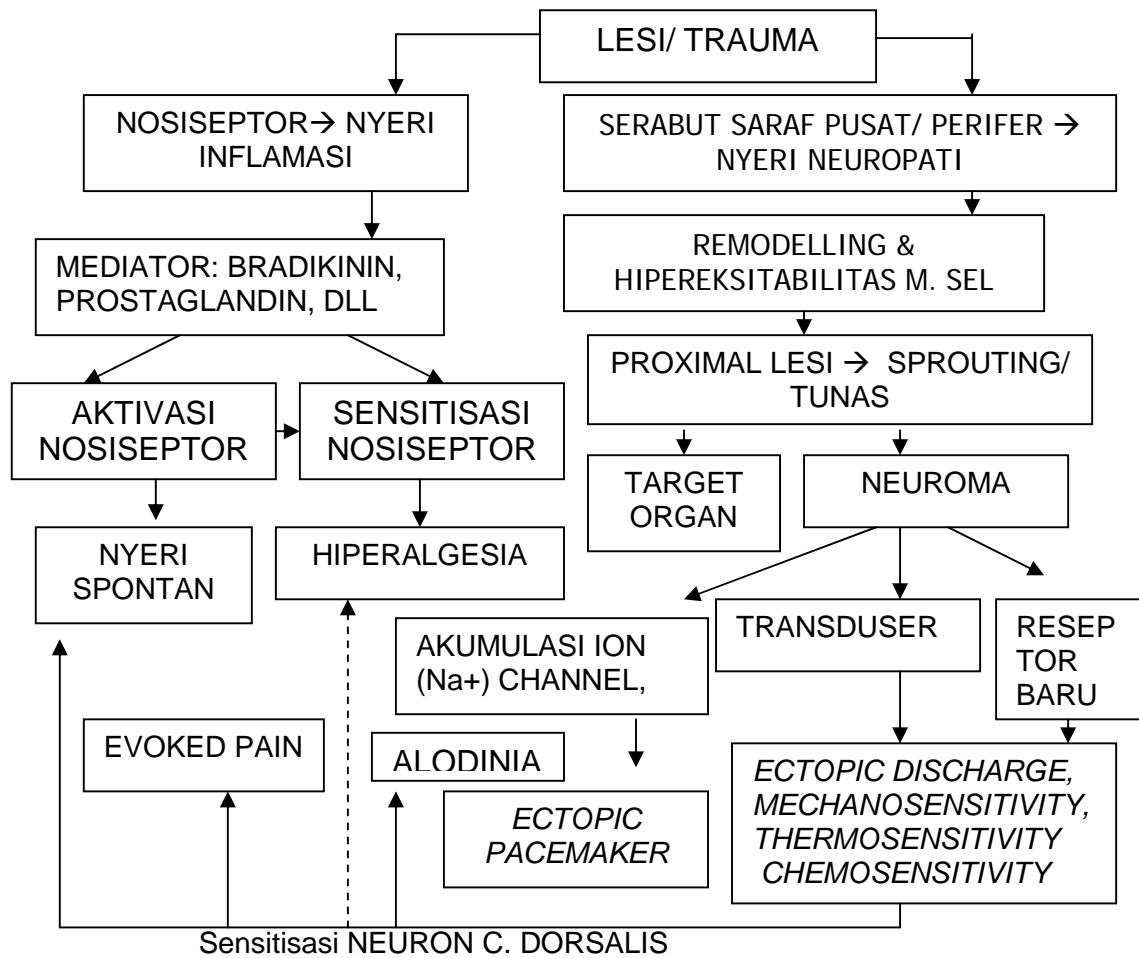 LESI/ TRAUMA
NOSISEPTOR→ NYERI
INFLAMASI
SERABUT SARAF PUSAT/ PERIFER →
NYERI NEUROPATI
MEDIATOR: BRADIKININ,
PROSTAGLANDIN, DLL
REMODELLING &
HIPEREKSITABILITAS M. SEL
PROXIMAL LESI → SPROUTING/
TUNAS
AKTIVASI
NOSISEPTOR
SENSITISASI
NOSISEPTOR
TARGET
ORGAN
NEUROMA
NYERI
SPONTAN
HIPERALGESIA
AKUMULASI ION
(Na+) CHANNEL,
TRANSDUSER
RESEP
TOR
BARU
EVOKED PAIN
ALODINIA
ECTOPIC
PACEMAKER
ECTOPIC DISCHARGE,
MECHANOSENSITIVITY,
THERMOSENSITIVITY
CHEMOSENSITIVITY
Sensitisasi NEURON C. DORSALIS